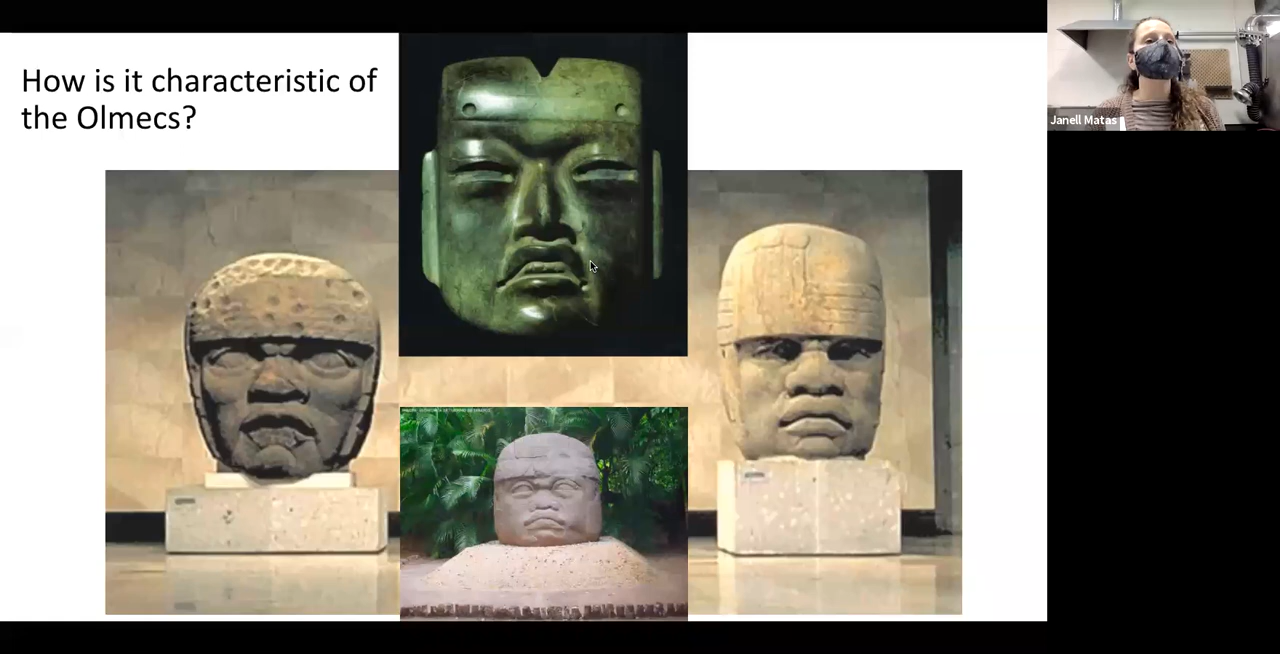 How is it characteristic of
the Olmecs?
Janell Matas